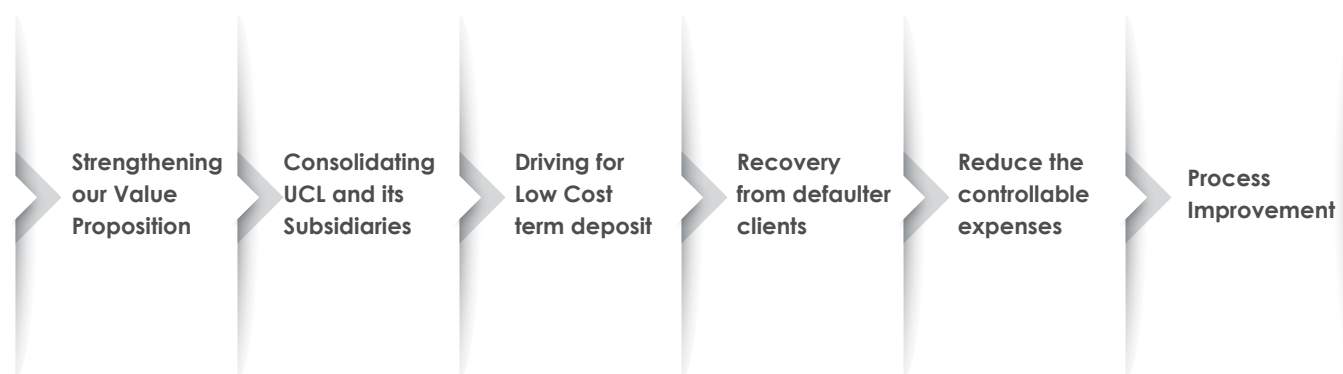 Strengthening
our Value
Proposition
Consolidating
UCL and its
Subsidiaries
Driving for
Low Cost
term deposit
Recovery
from defaulter
clients
Reduce the
controllable
expenses
Process
Improvement